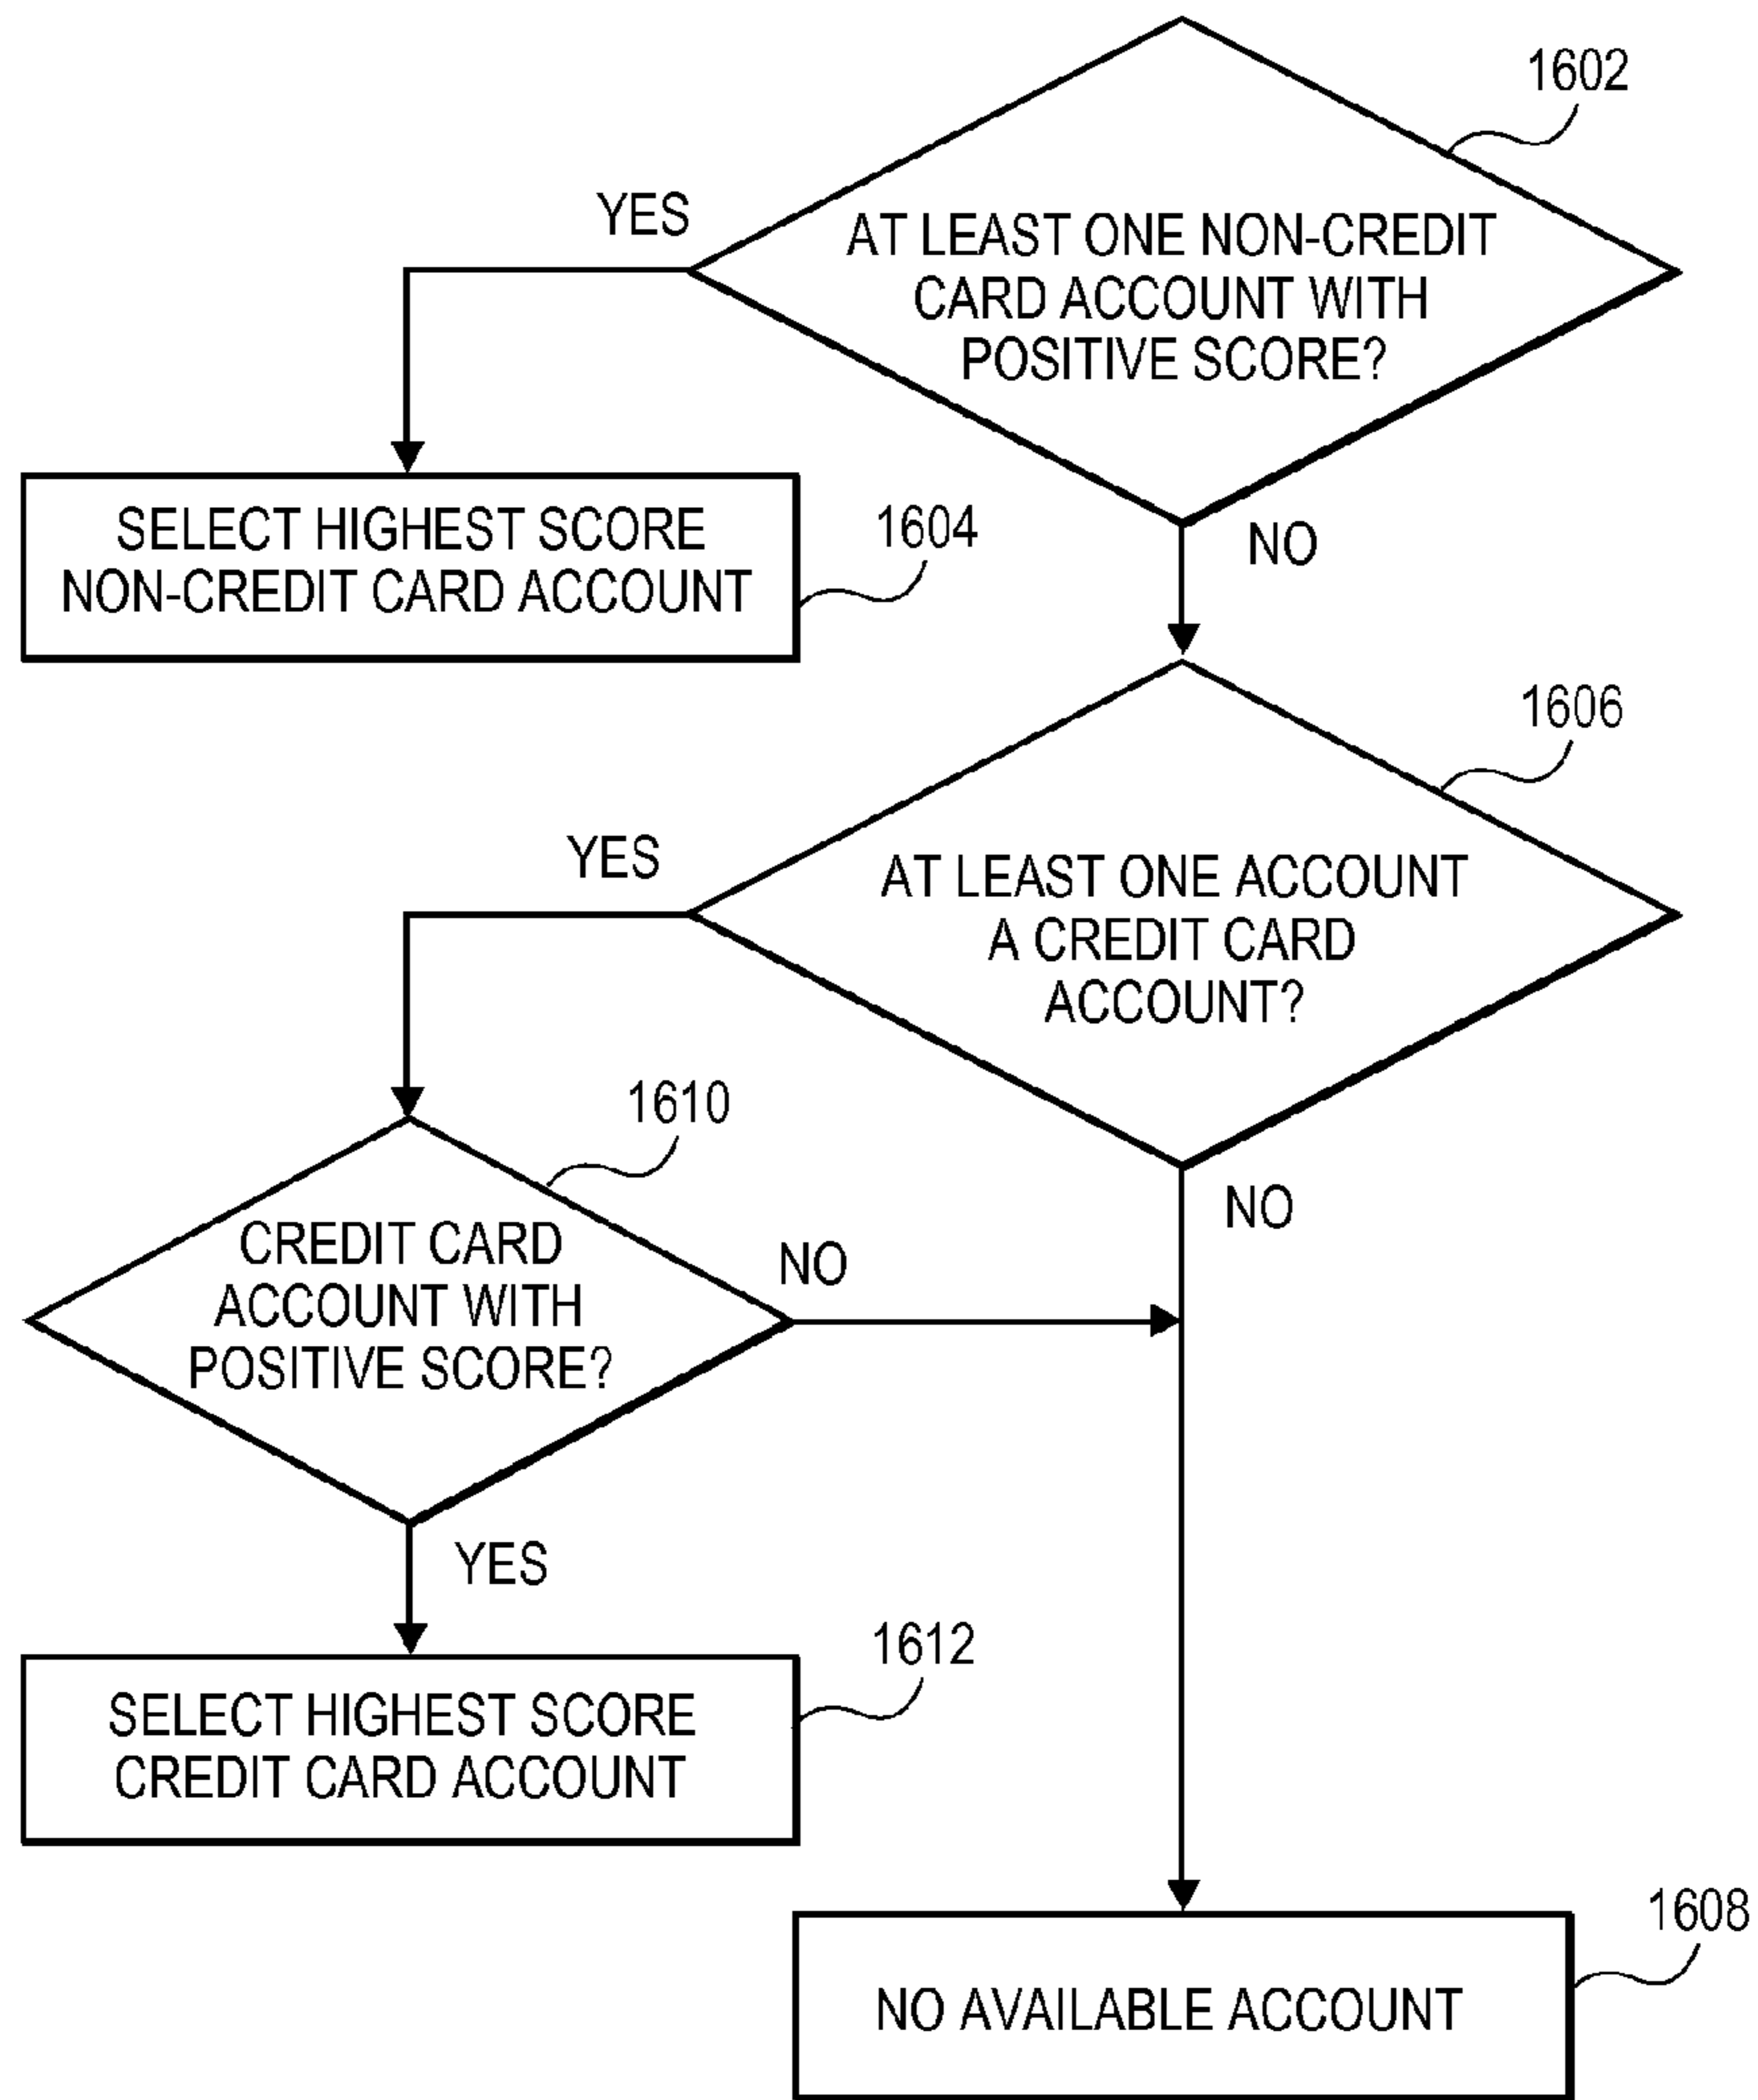 1602
YES
AT LEAST ONE NON-CREDIT
CARD ACCOUNT WITH
POSITIVE SCORE?
SELECT HIGHEST SCORE
NON-CREDIT CARD ACCOUNT
1604
NO
1606
YES
AT LEAST ONE ACCOUNT
A CREDIT CARD
ACCOUNT?
1610
NO
CREDIT CARD
ACCOUNT WITH
POSITIVE SCORE?
NO
YES
1612
SELECT HIGHEST SCORE
CREDIT CARD ACCOUNT
1608
NO AVAILABLE ACCOUNT